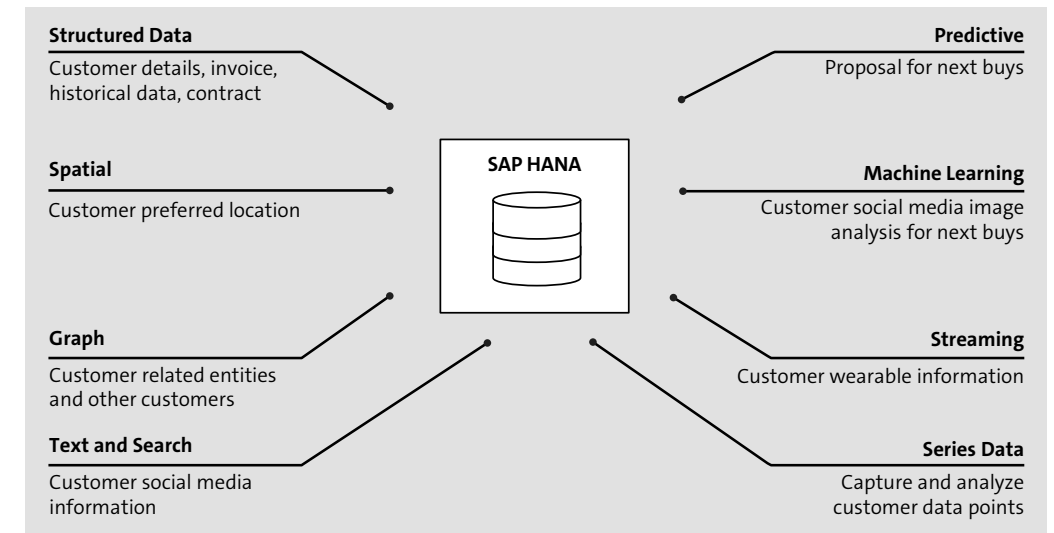 Structured Data
Customer details, invoice,
historical data, contract
Spatial
Customer preferred location
Graph
Customer related entities
and other customers
Text and Search
Customer social media
information
SAP HANA
Predictive
Proposal for next buys
Machine Learning
Customer social media image
analysis for next buys
Streaming
Customer wearable information
Series Data
Capture and analyze
customer data points